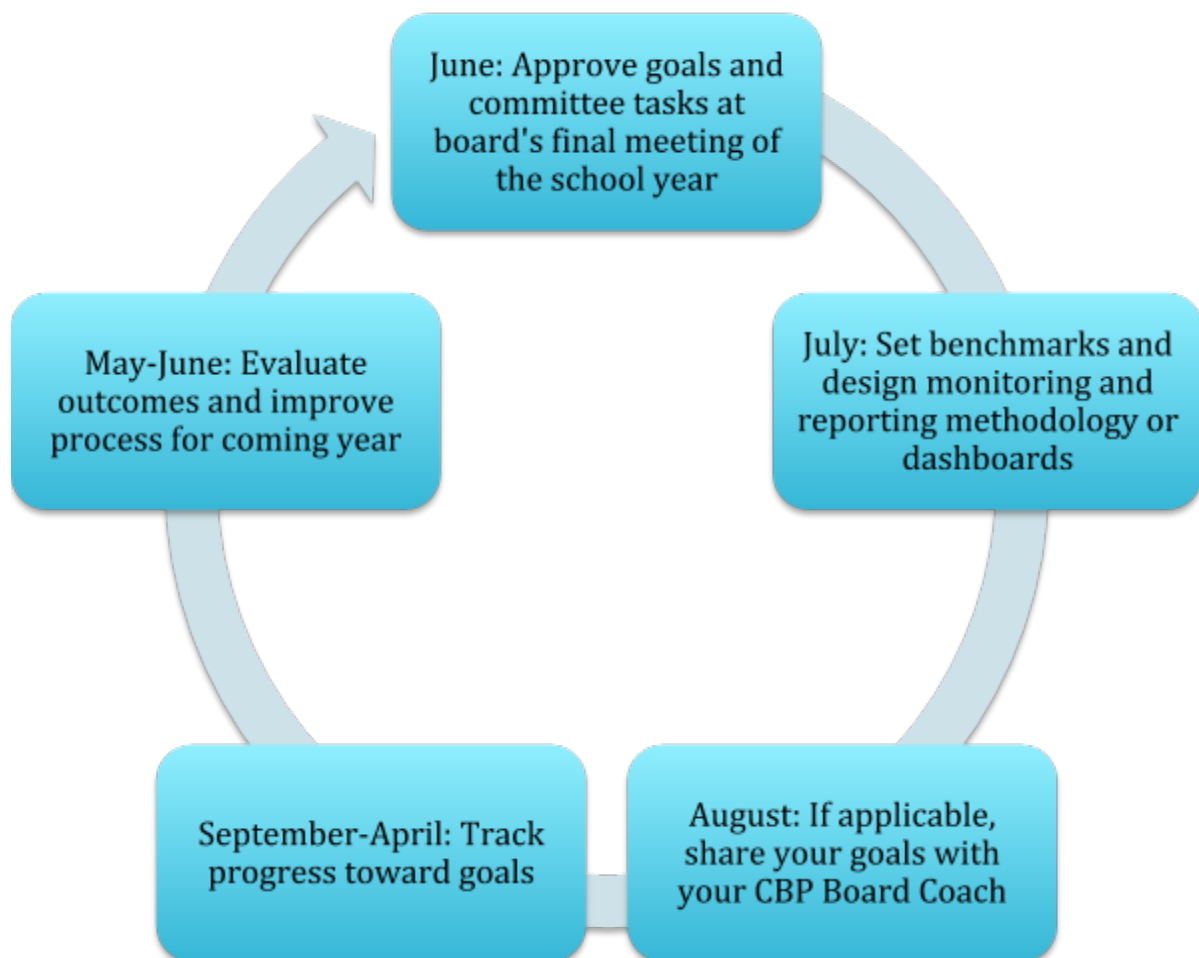 June: Approve goals and
committee tasks at
board's final meeting of
the school year
July: Set benchmarks and
design monitoring and
reporting methodology or
dashboards
August: If applicable,
share your goals with
your CBP Board Coach
September-April: Track
progress toward goals
May-June: Evaluate
outcomes and improve
process for coming year